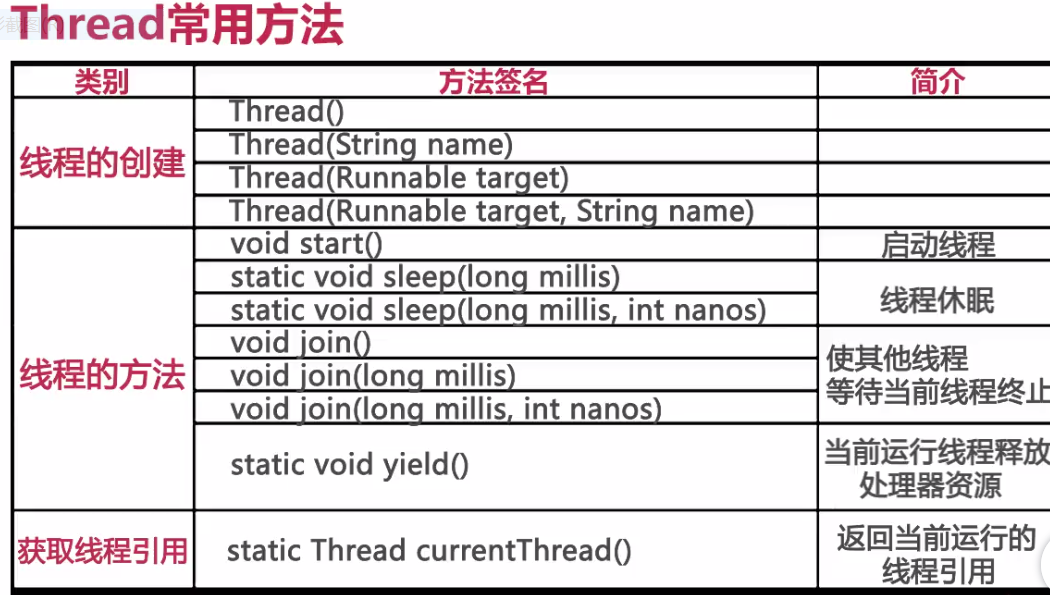 Thread常用方法
类别 方法签名 简介
线程的创建
Thread()
Thread(String name)
Thread(Runnable target)
Thread(Runnable target, String name)
线程的方法
void start() 启动线程
static void sleep(long millis)
static void sleep(long millis, int nanos)
线程休眠
void join()
void join(long millis)
void join(long millis, int nanos)
使其他线程
等待当前线程终止
static void yield()
当前运行线程释放
处理器资源
获取线程引用
static Thread currentThread()
返回当前运行的
线程引用